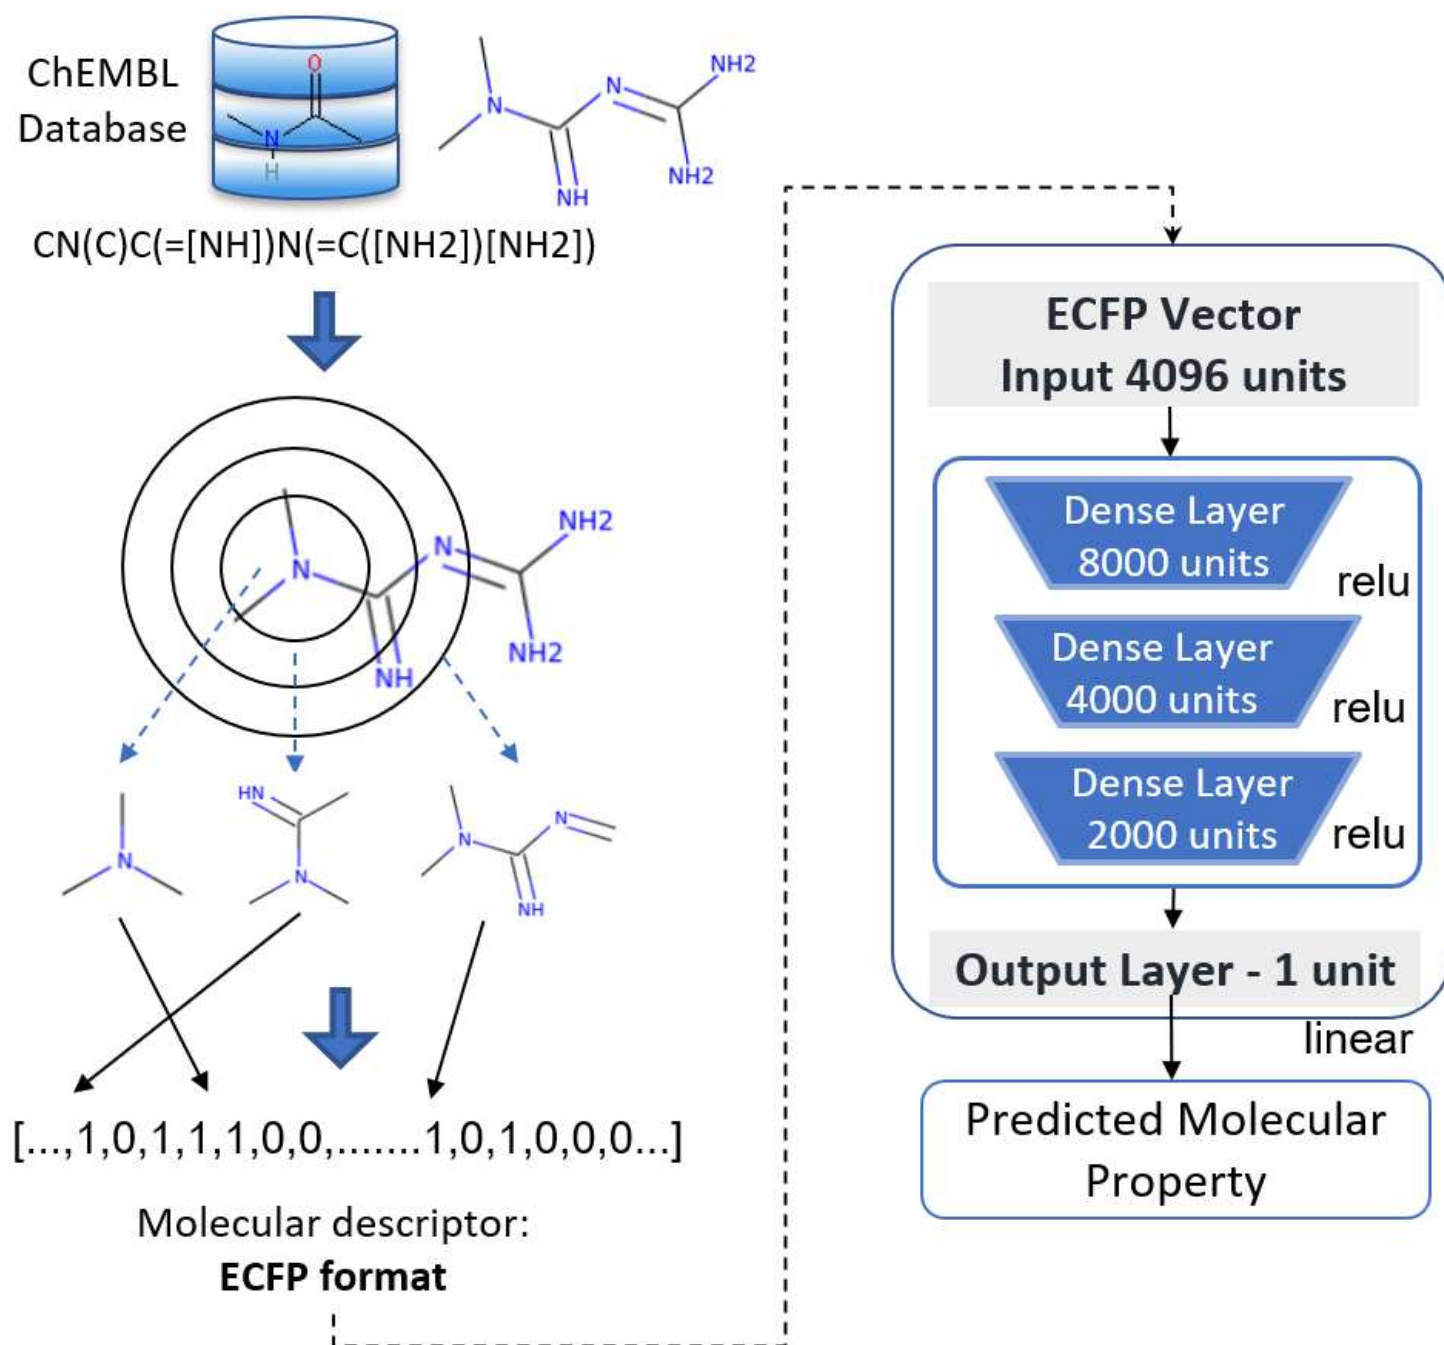 ChEMBL
Database
O
N
H
N
N
NH2
NH2
NH
CN(C)C(=[NH])N(=C([NH2])[NH2])
N
N
NH2
NH2
NH
N
HN
N
N
N
NH
[...,1,0,1,1,1,0,0,.......1,0,1,0,0,0...]
Molecular descriptor:
ECFP format
ECFP Vector
Input 4096 units
Dense Layer
8000 units
relu
Dense Layer
4000 units
relu
Dense Layer
2000 units
relu
Output Layer - 1 unit
linear
Predicted Molecular
Property